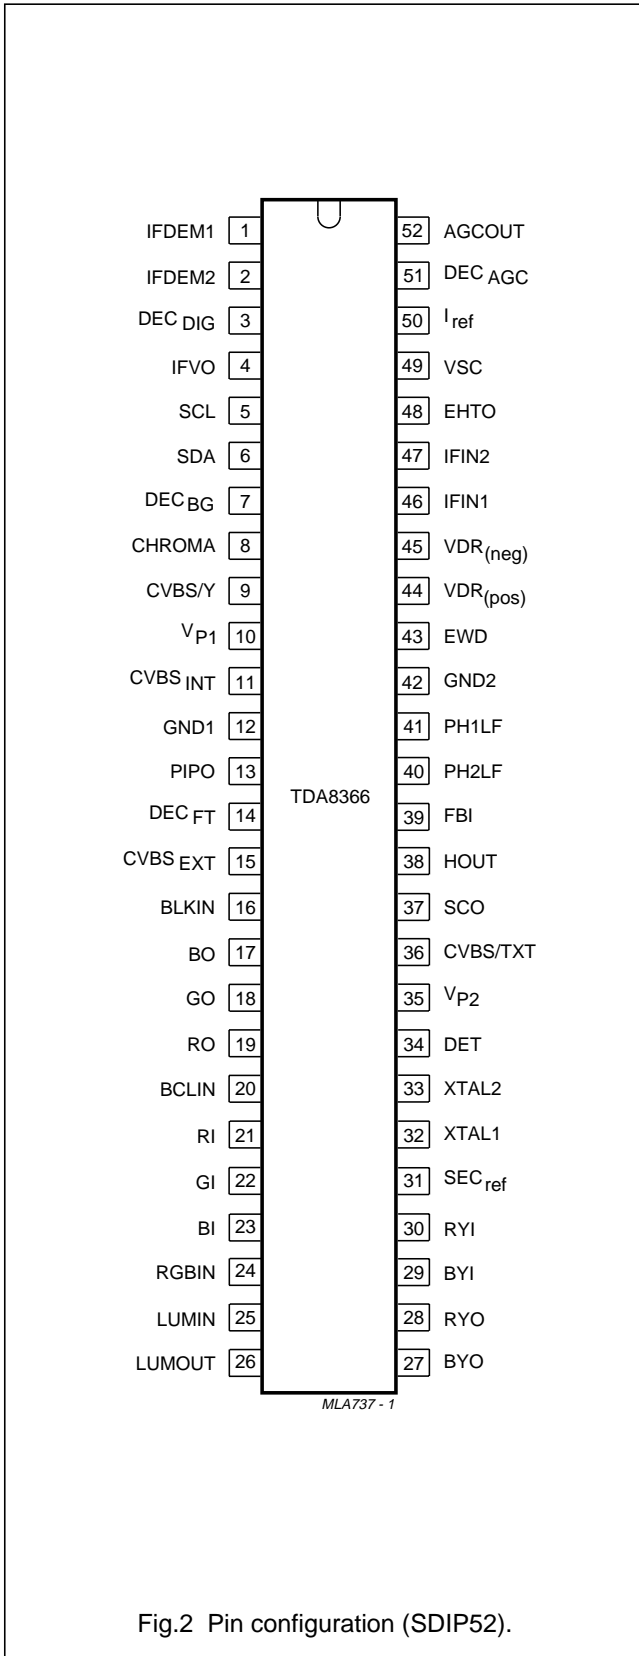 IFDEM1 1 52 AGCOUT
IFDEM2 2 51 DEC AGC
DEC DIG 3 50 I ref
IFVO 4 49 VSC
SCL 5 48 EHTO
SDA 6 47 IFIN2
DEC BG 7 46 IFIN1
CHROMA 8 45 VDR (neg)
CVBS/Y 9 44 VDR (pos)
V P1 10 43 EWD
CVBS INT 11 42 GND2
GND1 12 41 PH1LF
PIPO 13 40 PH2LF
TDA8366
DEC FT 14 39 FBI
CVBS EXT 15 38 HOUT
BLKIN 16 37 SCO
BO 17 36 CVBS/TXT
GO 18 35 V P2
RO 19 34 DET
BCLIN 20 33 XTAL2
RI 21 32 XTAL1
GI 22 31 SEC ref
BI 23 30 RYI
RGBIN 24 29 BYI
LUMIN 25 28 RYO
LUMOUT 26 27 BYO
MLA737 - 1
Fig.2 Pin configuration (SDIP52).